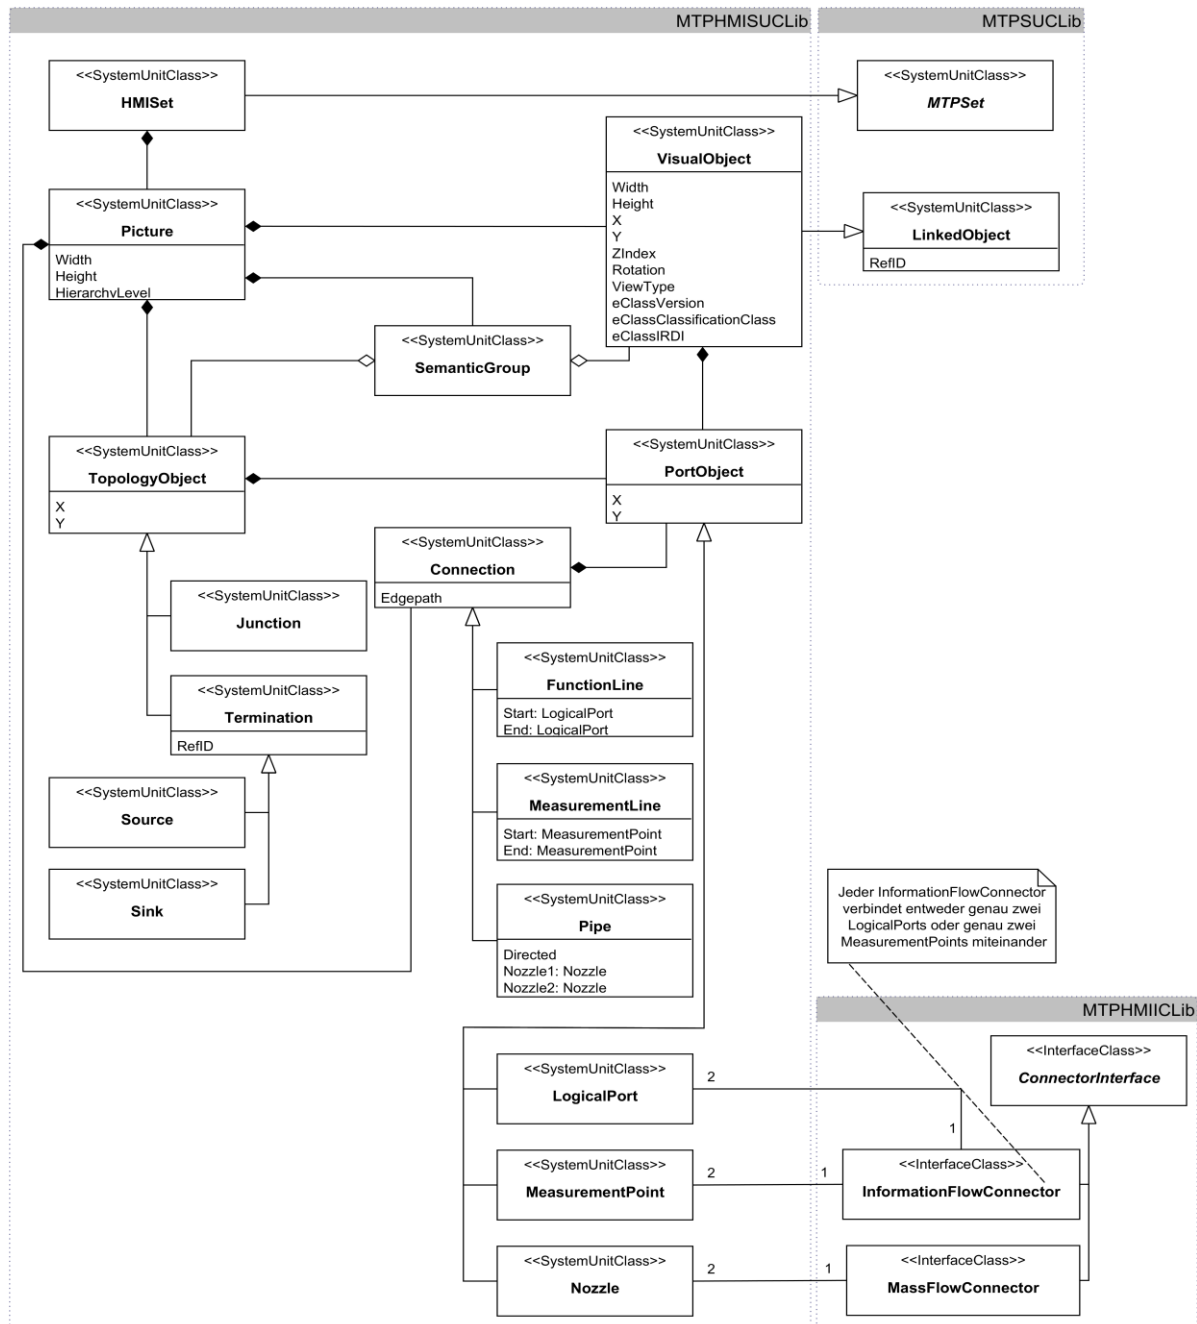 MTPHMISUCLib
MTPSUCLib
<<SystemUnitClass>>
HMISet
<<SystemUnitClass>>
MTPSet
<<SystemUnitClass>>
VisualObject
Width
Height
X
Y
ZIndex
Rotation
ViewType
eClassVersion
eClassClassificationClass
eClassIRDI
<<SystemUnitClass>>
Picture
Width
Height
HierarchyLevel
<<SystemUnitClass>>
LinkedObject
RefID
<<SystemUnitClass>>
SemanticGroup
<<SystemUnitClass>>
TopologyObject
X
Y
<<SystemUnitClass>>
PortObject
X
Y
<<SystemUnitClass>>
Connection
Edgepath
<<SystemUnitClass>>
Junction
<<SystemUnitClass>>
Termination
RefID
<<SystemUnitClass>>
FunctionLine
Start: LogicalPort
End: LogicalPort
<<SystemUnitClass>>
Source
<<SystemUnitClass>>
MeasurementLine
Start: MeasurementPoint
End: MeasurementPoint
<<SystemUnitClass>>
Sink
<<SystemUnitClass>>
Pipe
Directed
Nozzle1: Nozzle
Nozzle2: Nozzle
Jeder InformationFlowConnector
verbindet entweder genau zwei
LogicalPorts oder genau zwei
MeasurementPoints miteinander
MTPHMIICLib
<<InterfaceClass>>
ConnectorInterface
<<SystemUnitClass>>
LogicalPort
2
1
<<SystemUnitClass>>
MeasurementPoint
2
1
<<InterfaceClass>>
InformationFlowConnector
<<SystemUnitClass>>
Nozzle
2
1
<<InterfaceClass>>
MassFlowConnector